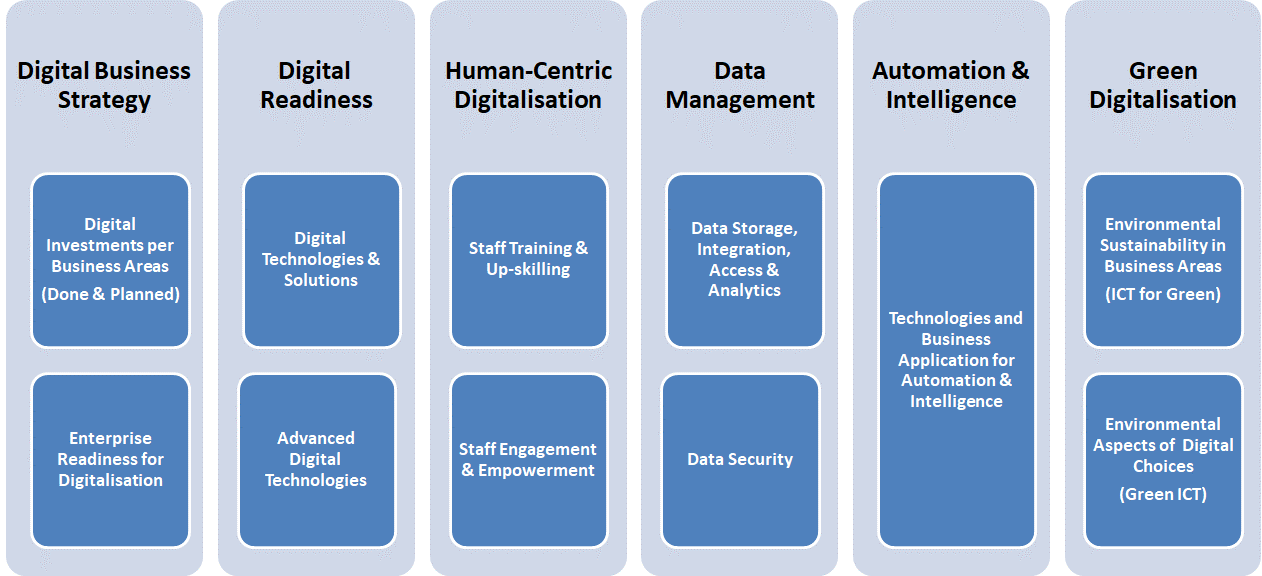 Digital Business
Strategy
Digital
Investments per
Business Areas
(Done & Planned)
Enterprise
Readiness for
Digitalisation
Digital
Readiness
Digital
Technologies &
Solutions
Advanced
Digital
Technologies
Human-Centric
Digitalisation
Staff Training &
Up-skilling
Staff Engagement
& Empowerment
Data
Management
Data Storage,
Integration,
Access &
Analytics
Data Security
Automation &
Intelligence
Technologies and
Business
Application for
Automation &
Intelligence
Green
Digitalisation
Environmental
Sustainability in
Business Areas
(ICT for Green)
Environmental
Aspects of Digital
Choices
(Green ICT)